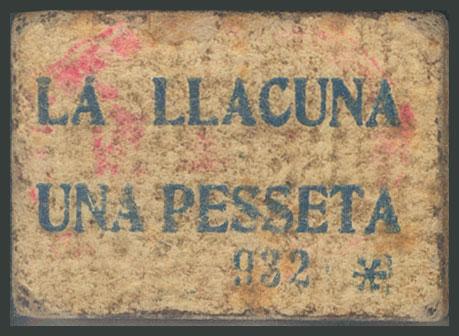 LA LLACUNA
UNA PESSETA
932 *